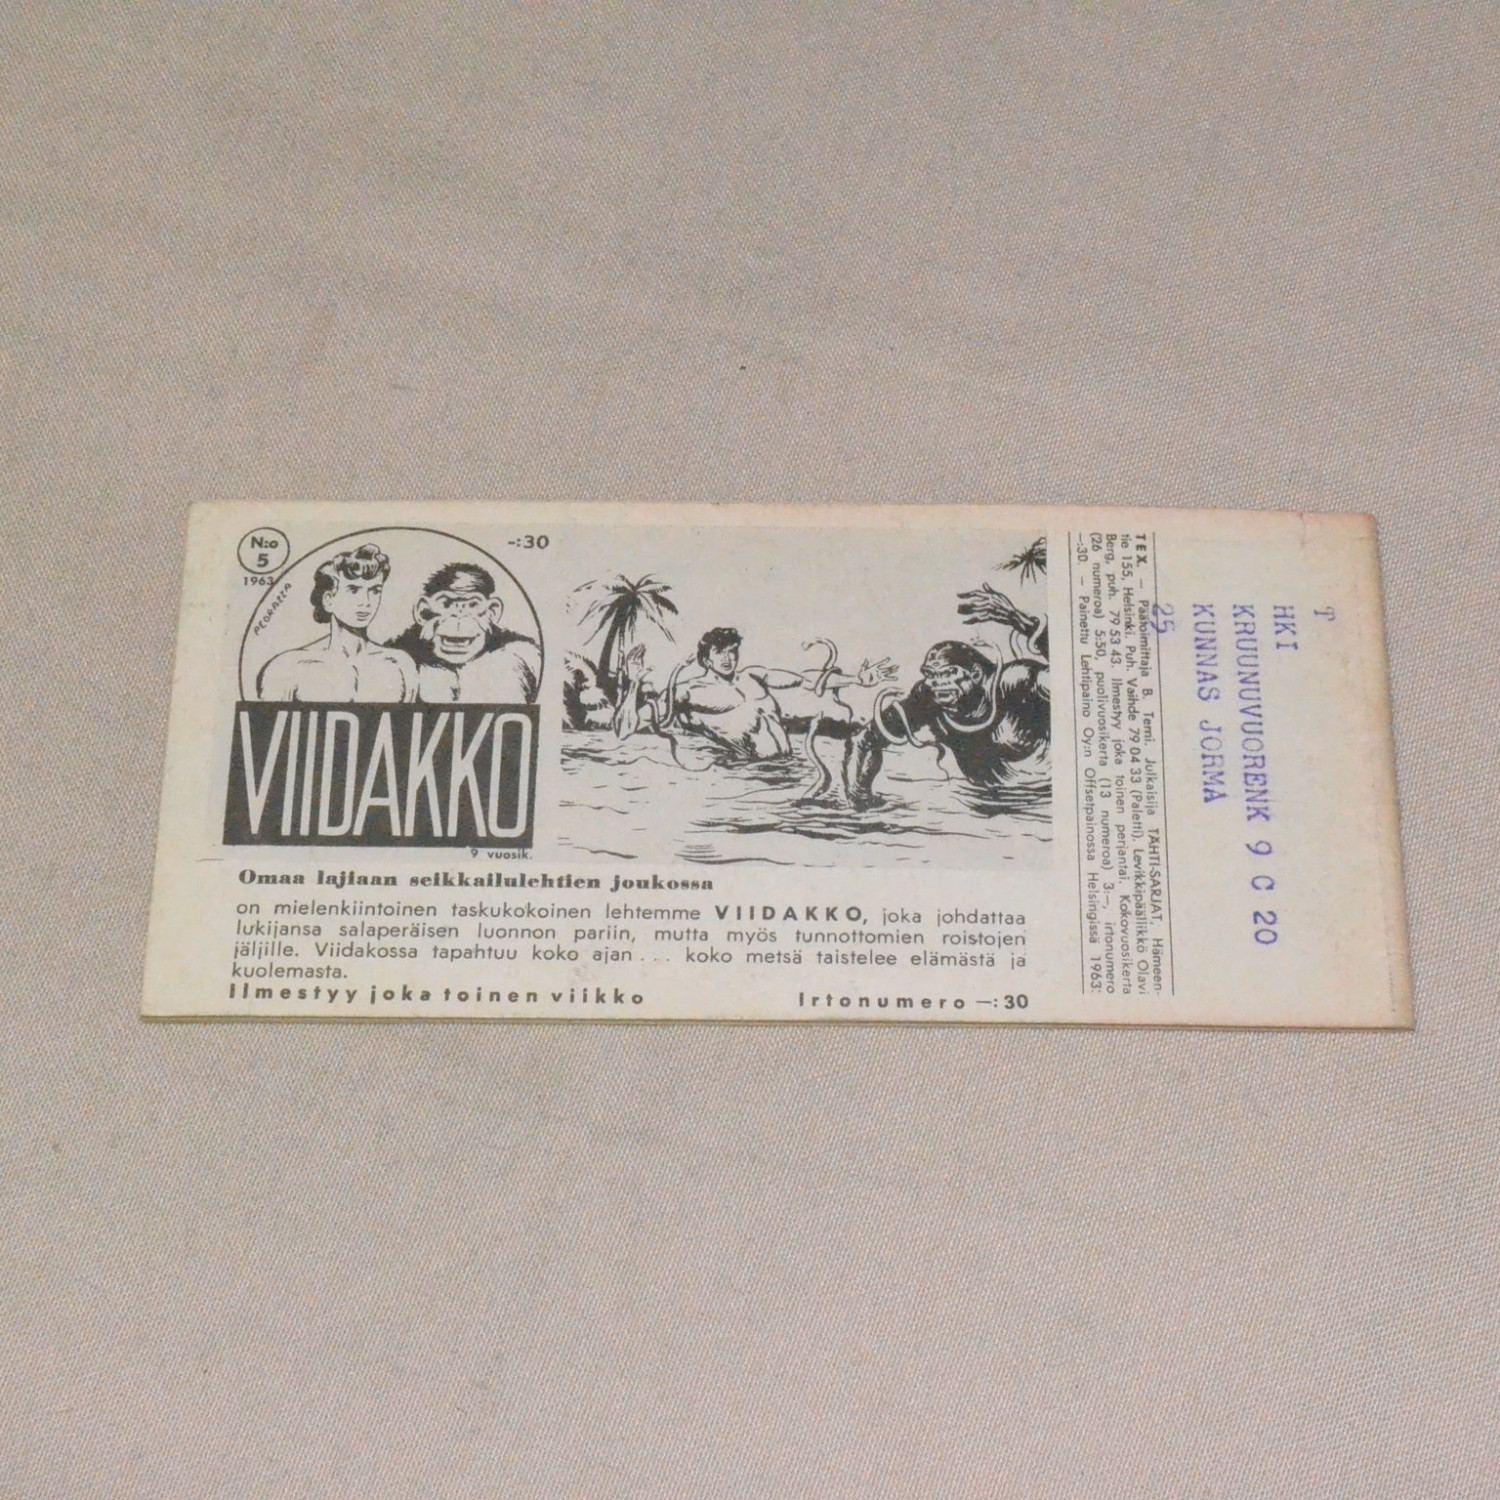 N:o
5
1963
-:30
PEDRAZZA
VIIDAKKO
9 vuosik.
Omaa lajiaan seikkailulehtien joukossa
on mielenkiintoinen taskukokoinen lehtemme VIIDAKKO, joka johdattaa
lukijansa salaperäisen luonnon pariin, mutta myös tunnottomien roistojen
jäljille. Viidakossa tapahtuu koko ajan... koko metsä taistelee elämästä ja
kuolemasta.
Ilmestyy joka toinen viikko Irtonumero —:30
TEX. — Päätoimittaja B. Temi. Julkaisija TÄHTI-SARJAT, Hämeen-
tie 155, Helsinki. Puh. Vaihde 79 04 33 (Paletti). Levikkipäällikkö Olavi
Berg, puh. 79 53 43. Ilmestyy joka toinen perjantai. Kokovuosikerta
(26 numeroa) 5:50, puolivuosikerta (13 numeroa) 3:—, irtonumero
—:30. — Painettu Lehtipaino Oy:n Offsetpainossa Helsingissä 1963.
T
HKI
KRUUNUVUORENK 9 C 20
KUNNAS JORMA
25